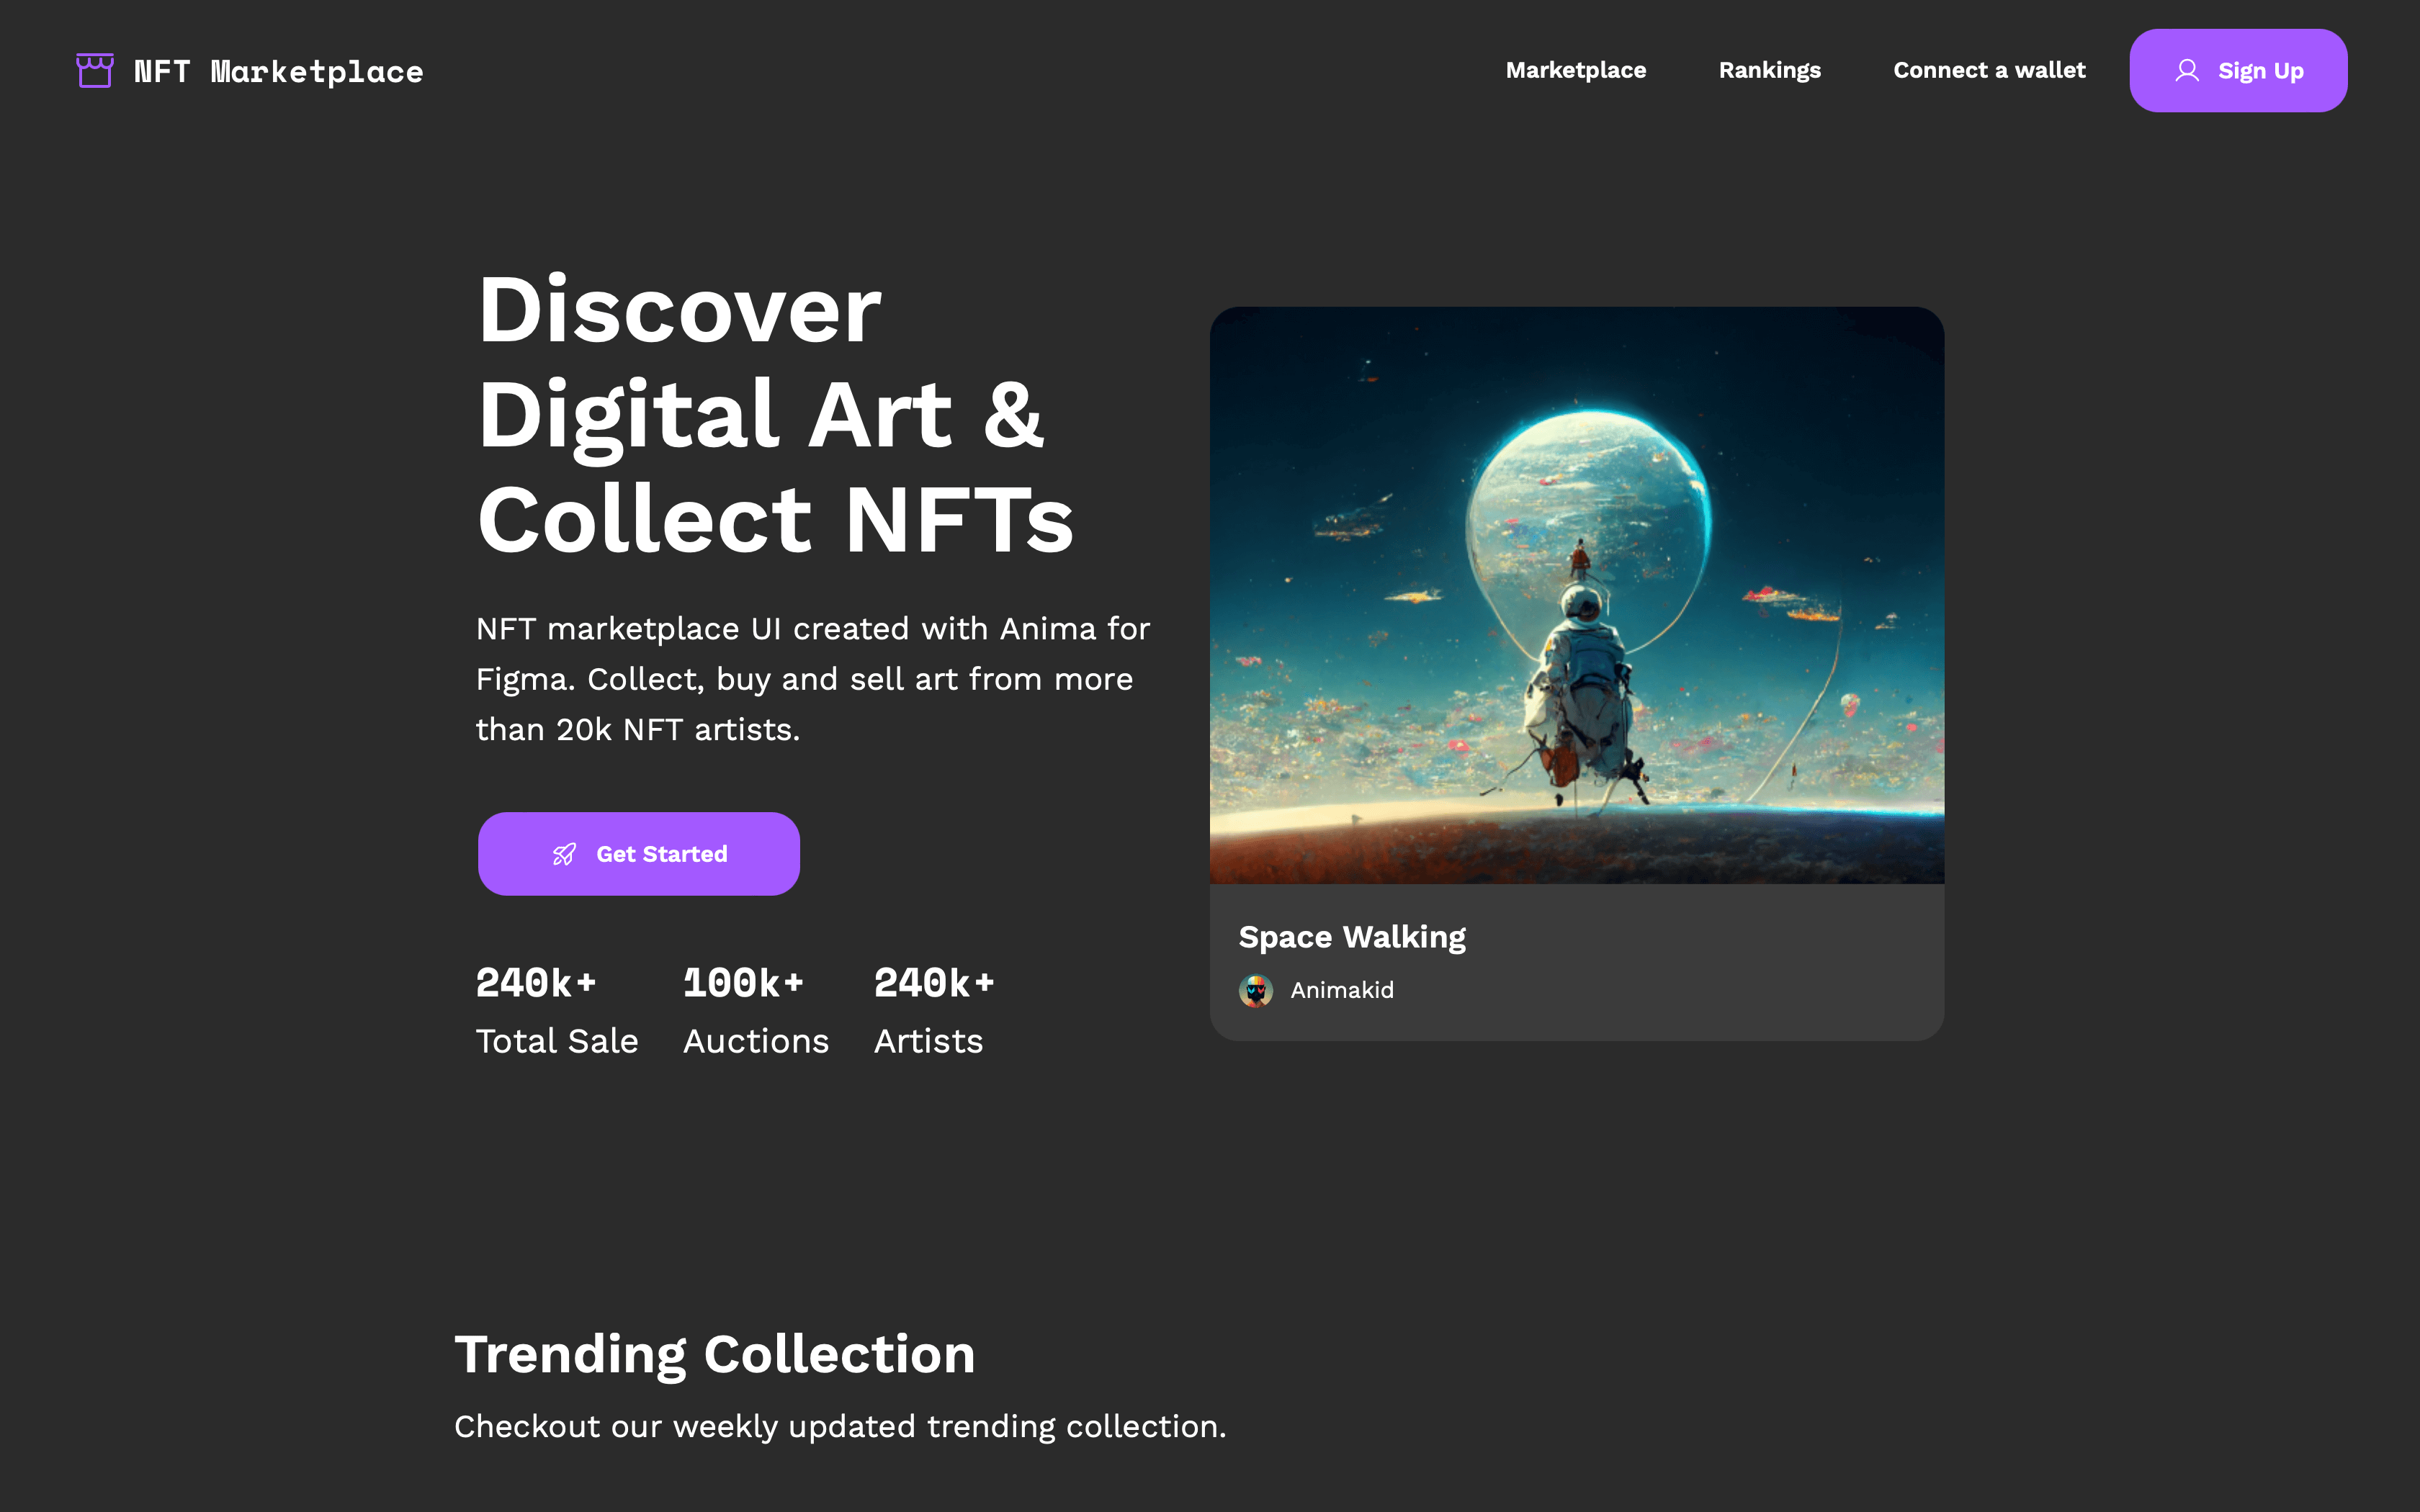 NFT Marketplace
Marketplace
Rankings
Connect a wallet
Sign Up
Discover
Digital Art &
Collect NFTs
NFT marketplace UI created with Anima for
Figma. Collect, buy and sell art from more
than 20k NFT artists.
Get Started
240k+
Total Sale
100k+
Auctions
240k+
Artists
Space Walking
Animakid
Trending Collection
Checkout our weekly updated trending collection.